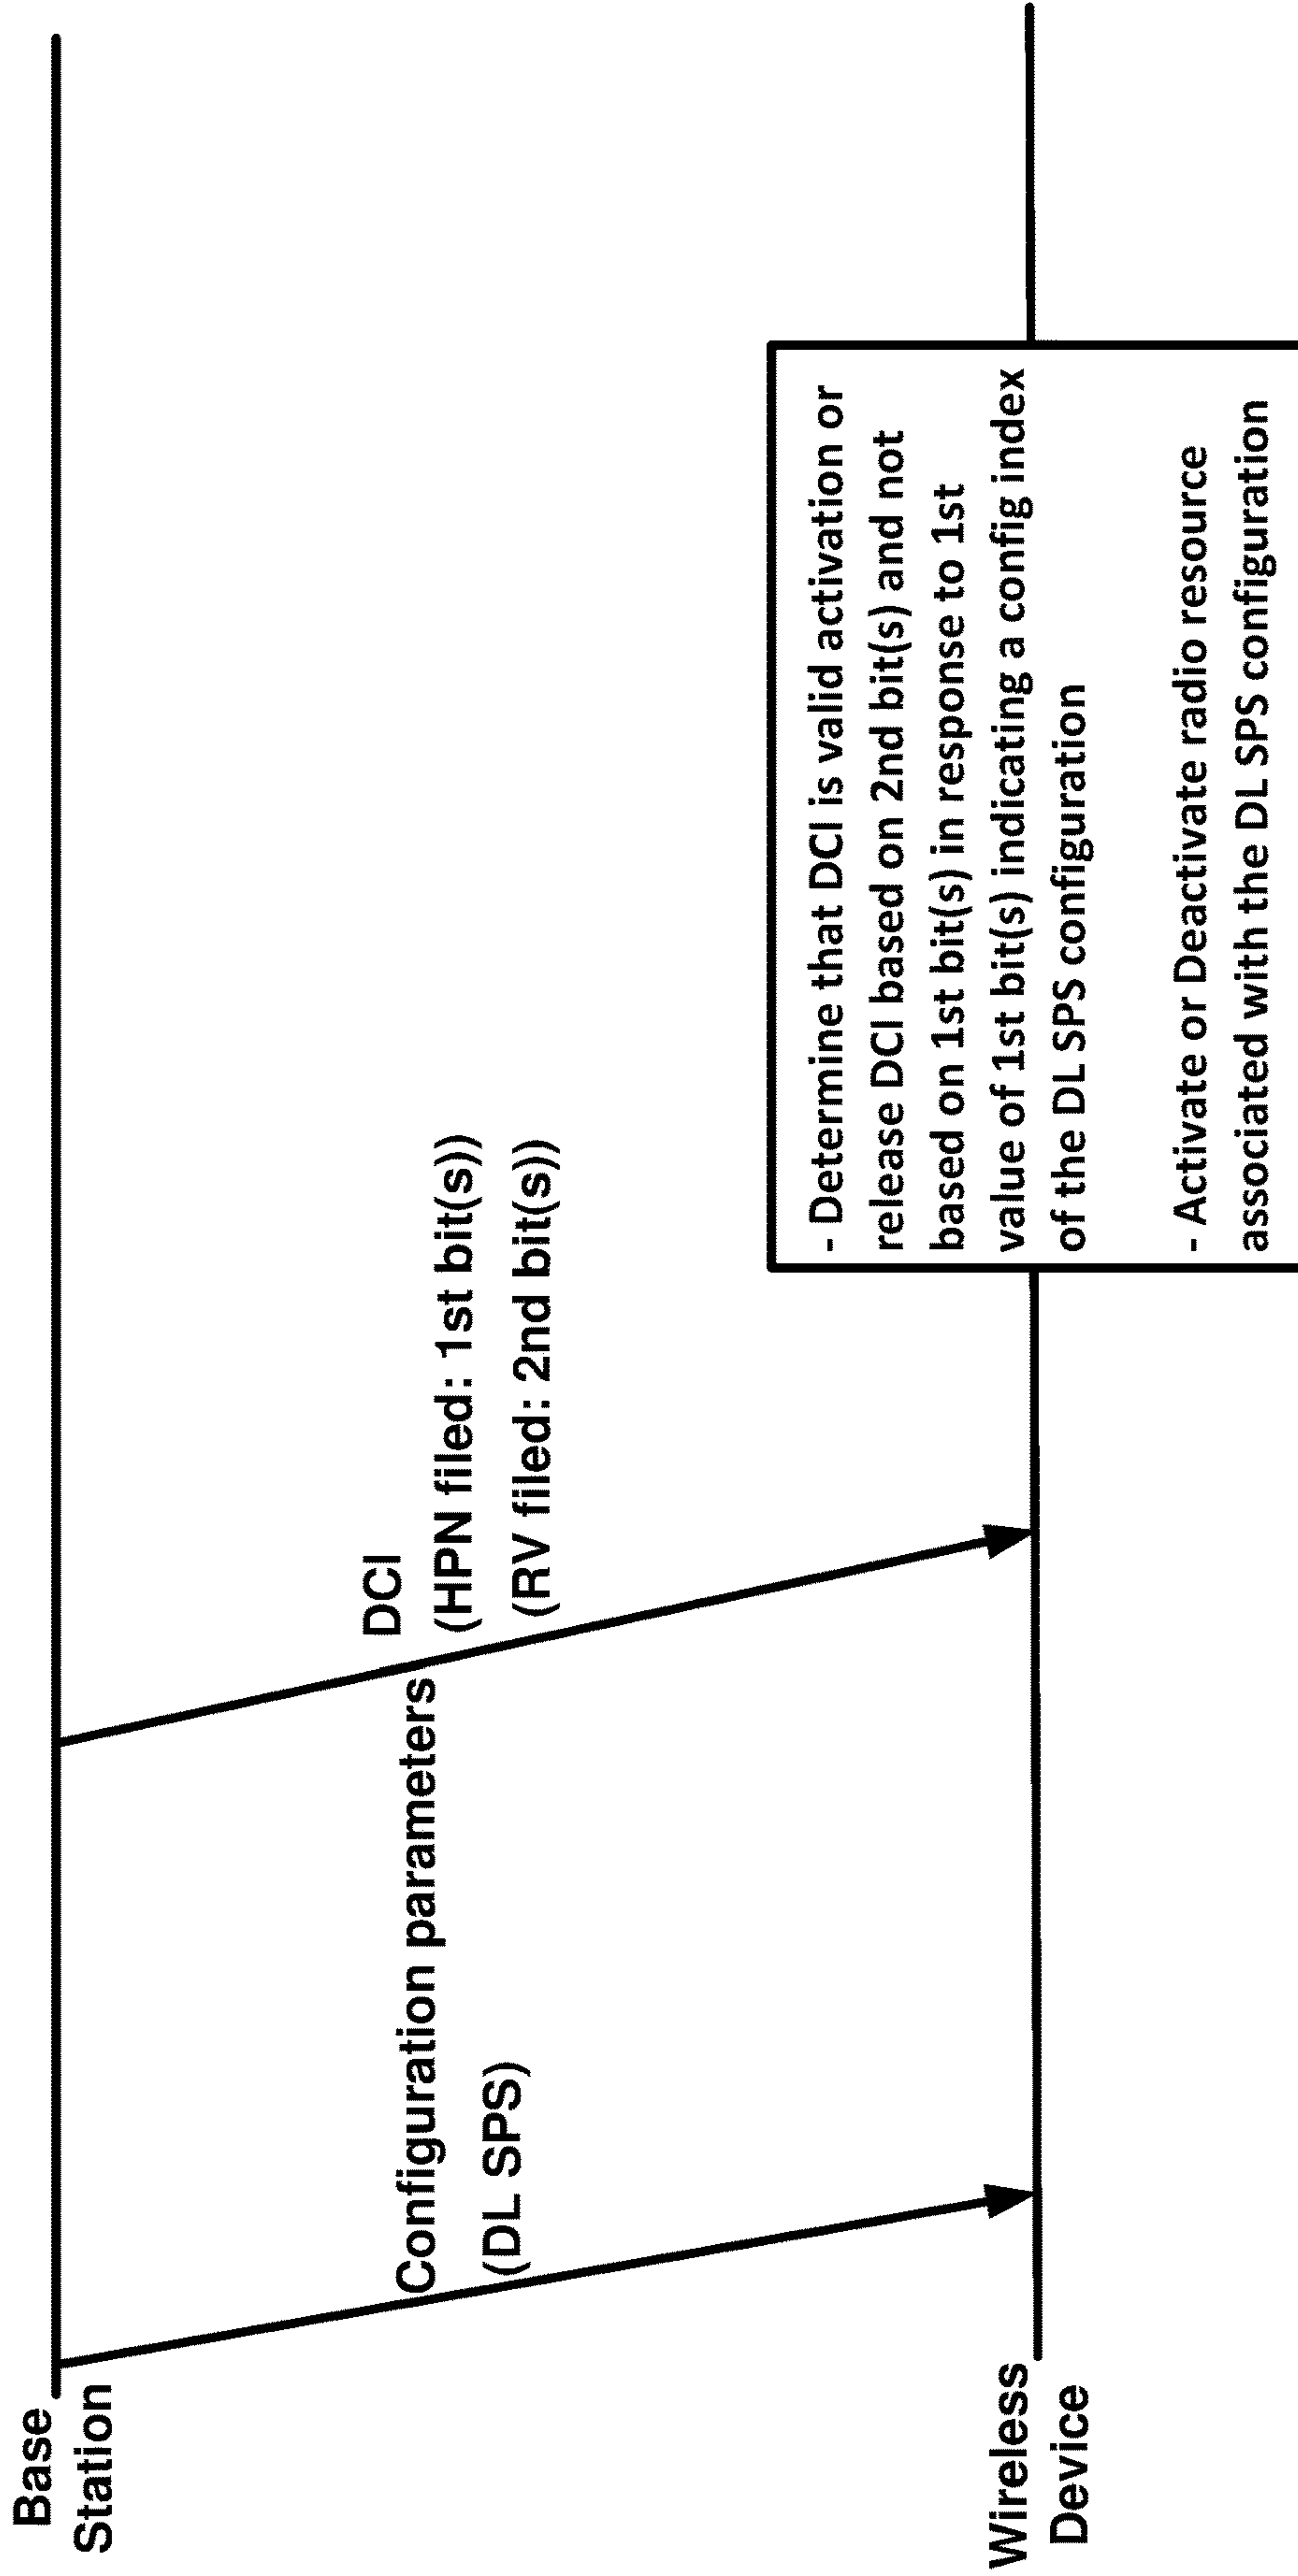 Base
Station
Configuration parameters
(DL SPS)
DCI
(HPN filed: 1st bit(s))
(RV filed: 2nd bit(s))
Wireless
Device
- Determine that DCI is valid activation or
release DCI based on 2nd bit(s) and not
based on 1st bit(s) in response to 1st
value of 1st bit(s) indicating a config index
of the DL SPS configuration
- Activate or Deactivate radio resource
associated with the DL SPS configuration